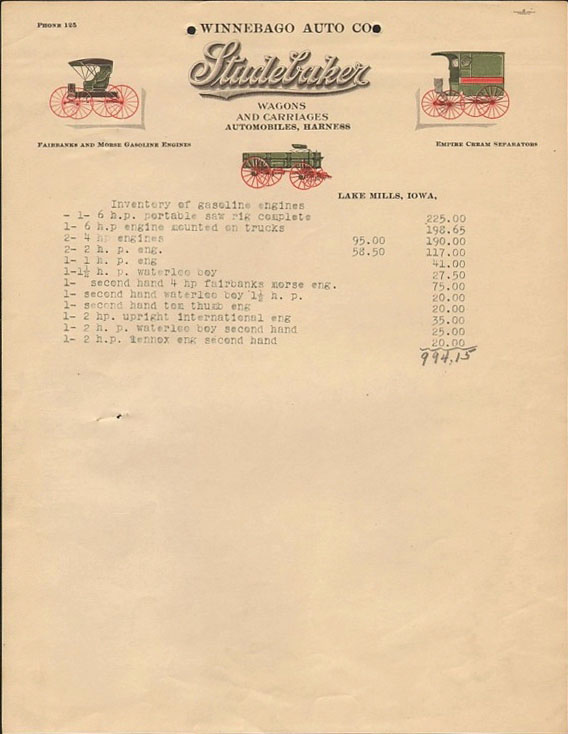 Phone 125
WINNEBAGO AUTO CO.
Studebaker
WAGONS
AND CARRIAGES
AUTOMOBILES, HARNESS
Fairbanks and Morse Gasoline Engines
Empire Cream Separators
LAKE MILLS, IOWA,
Inventory of gasoline engines
- 1- 6 h.p. portable saw rig complete 225.00
1- 6 h.p engine mounted on trucks 198.65
2- 4 hp engines 95.00 190.00
2- 2 h. p. eng. 58.50 117.00
1- 1 h. p. eng 41.00
1-1½ h. p. waterloo boy 27.50
1- second hand 4 hp fairbanks morse eng. 75.00
1- second hand waterloo boy 1½ h. p. 20.00
1- second hand tom thumb eng 20.00
1- 2 hp. upright international eng 35.00
1- 2 h. p. waterloo boy second hand 25.00
1- 2 h.p. lennox eng second hand 20.00
994,15